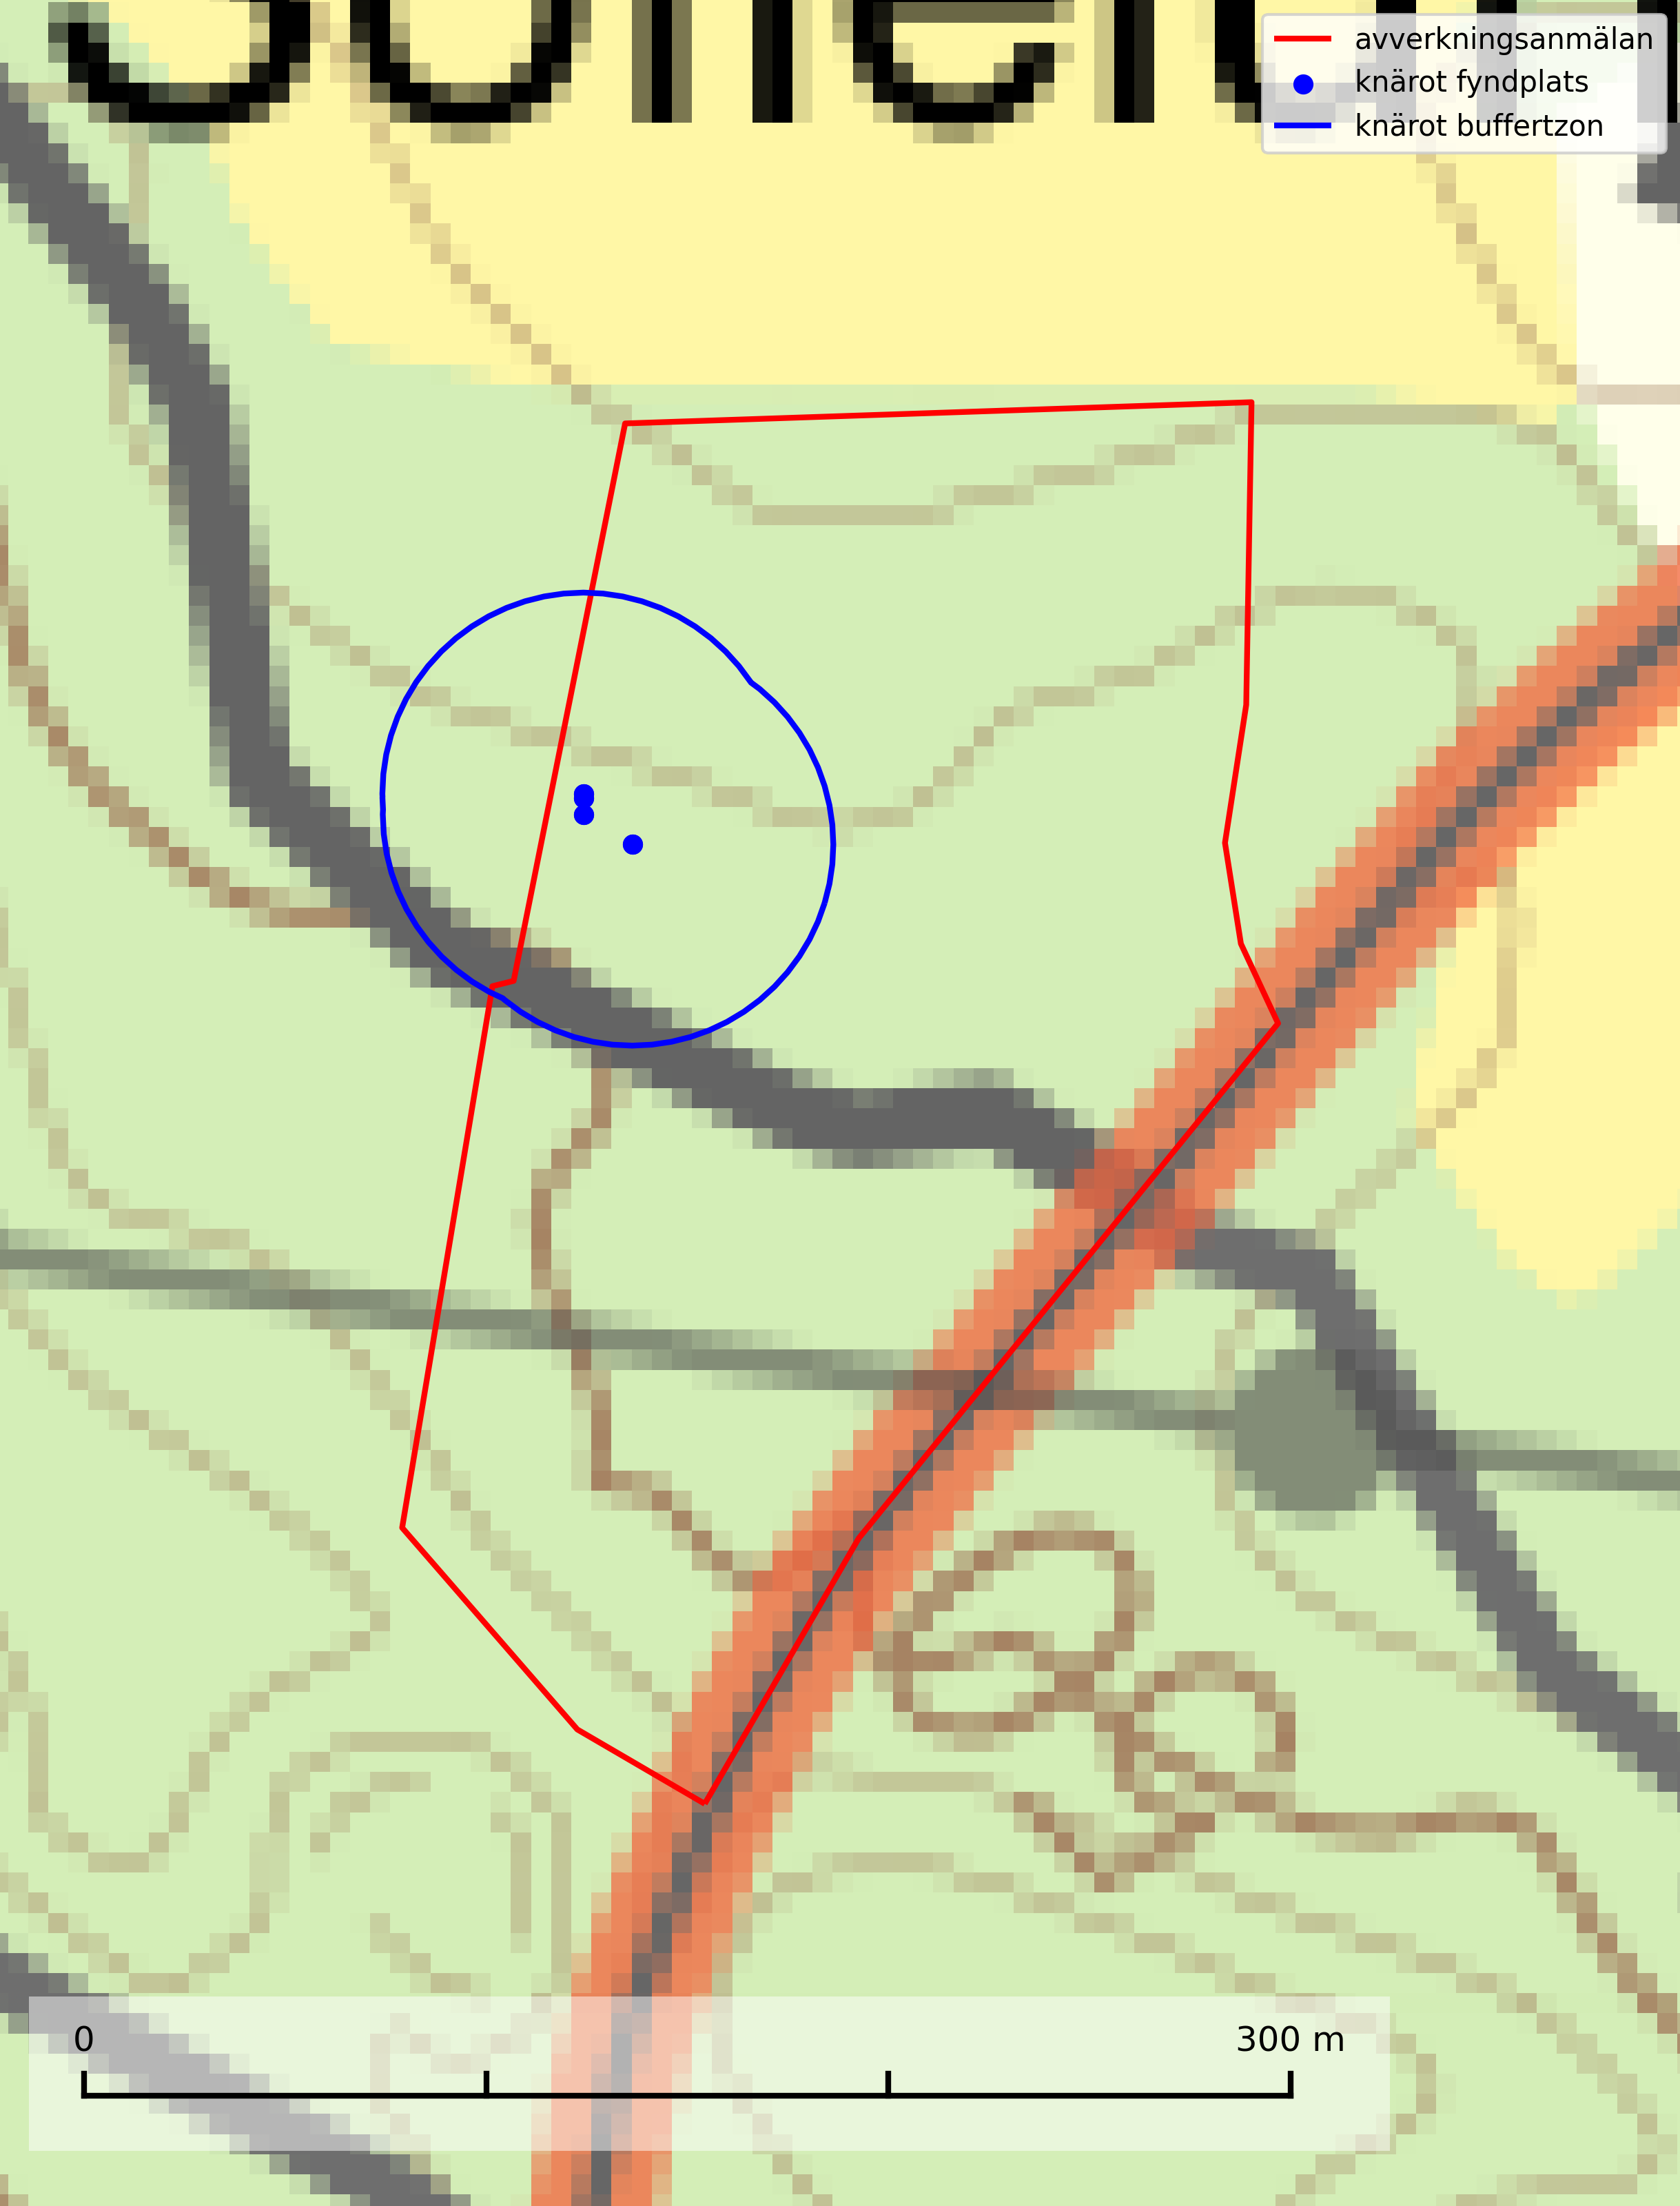 avverkningsanmälan
knärot fyndplats
knärot buffertzon
0 300 m